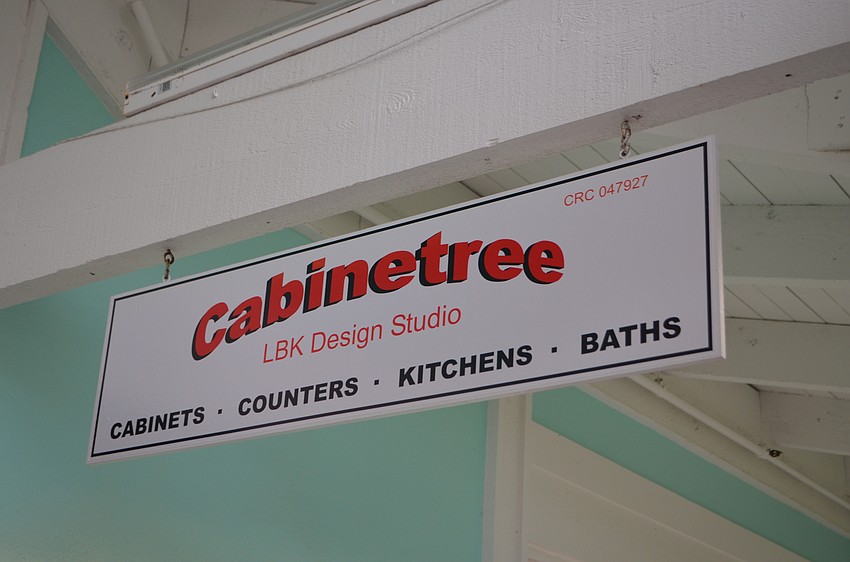 CRC 047927
Cabinetree
LBK Design Studio
CABINETS · COUNTERS · KITCHENS · BATHS